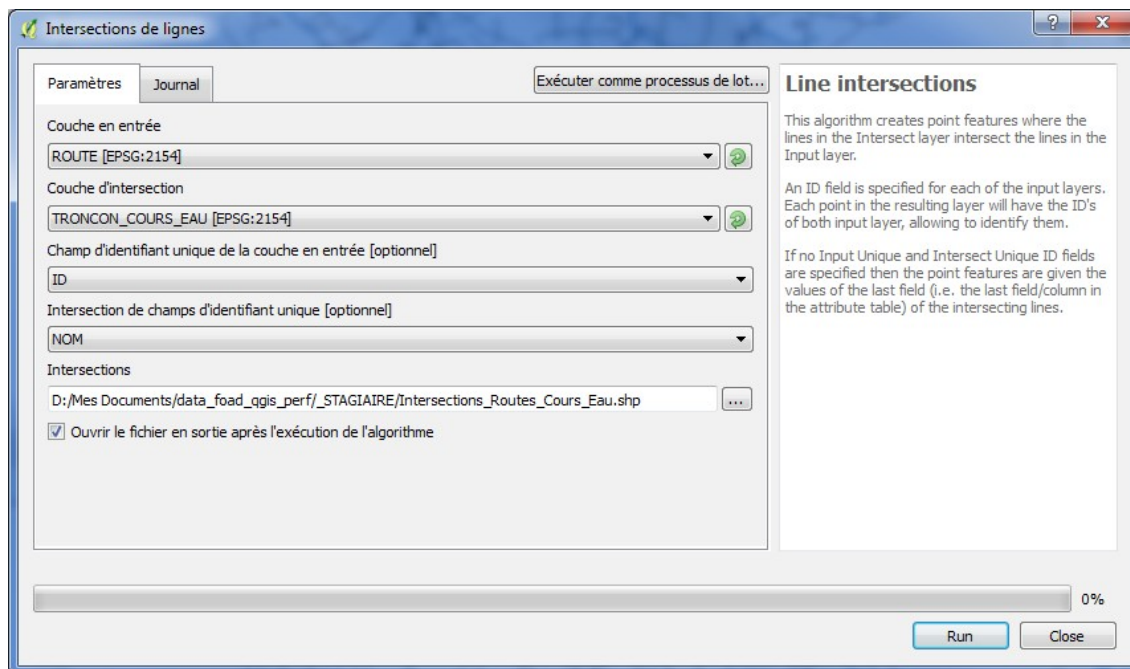 Intersections de lignes
?
X
Paramètres
Journal
Exécuter comme processus de lot...
Couche en entrée
ROUTE [EPSG:2154]
Couche d'intersection
TRONCON_COURS_EAU [EPSG:2154]
Champ d'identifiant unique de la couche en entrée [optionnel]
ID
Intersection de champs d'identifiant unique [optionnel]
NOM
Intersections
D:/Mes Documents/data_foad_qgis_perf/_STAGIAIRE/Intersections_Routes_Cours_Eau.shp
...
Ouvrir le fichier en sortie après l'exécution de l'algorithme
Line intersections
This algorithm creates point features where the
lines in the Intersect layer intersect the lines in the
Input layer.
An ID field is specified for each of the input layers.
Each point in the resulting layer will have the ID's
of both input layer, allowing to identify them.
If no Input Unique and Intersect Unique ID fields
are specified then the point features are given the
values of the last field (i.e. the last field/column in
the attribute table) of the intersecting lines.
0%
Run
Close